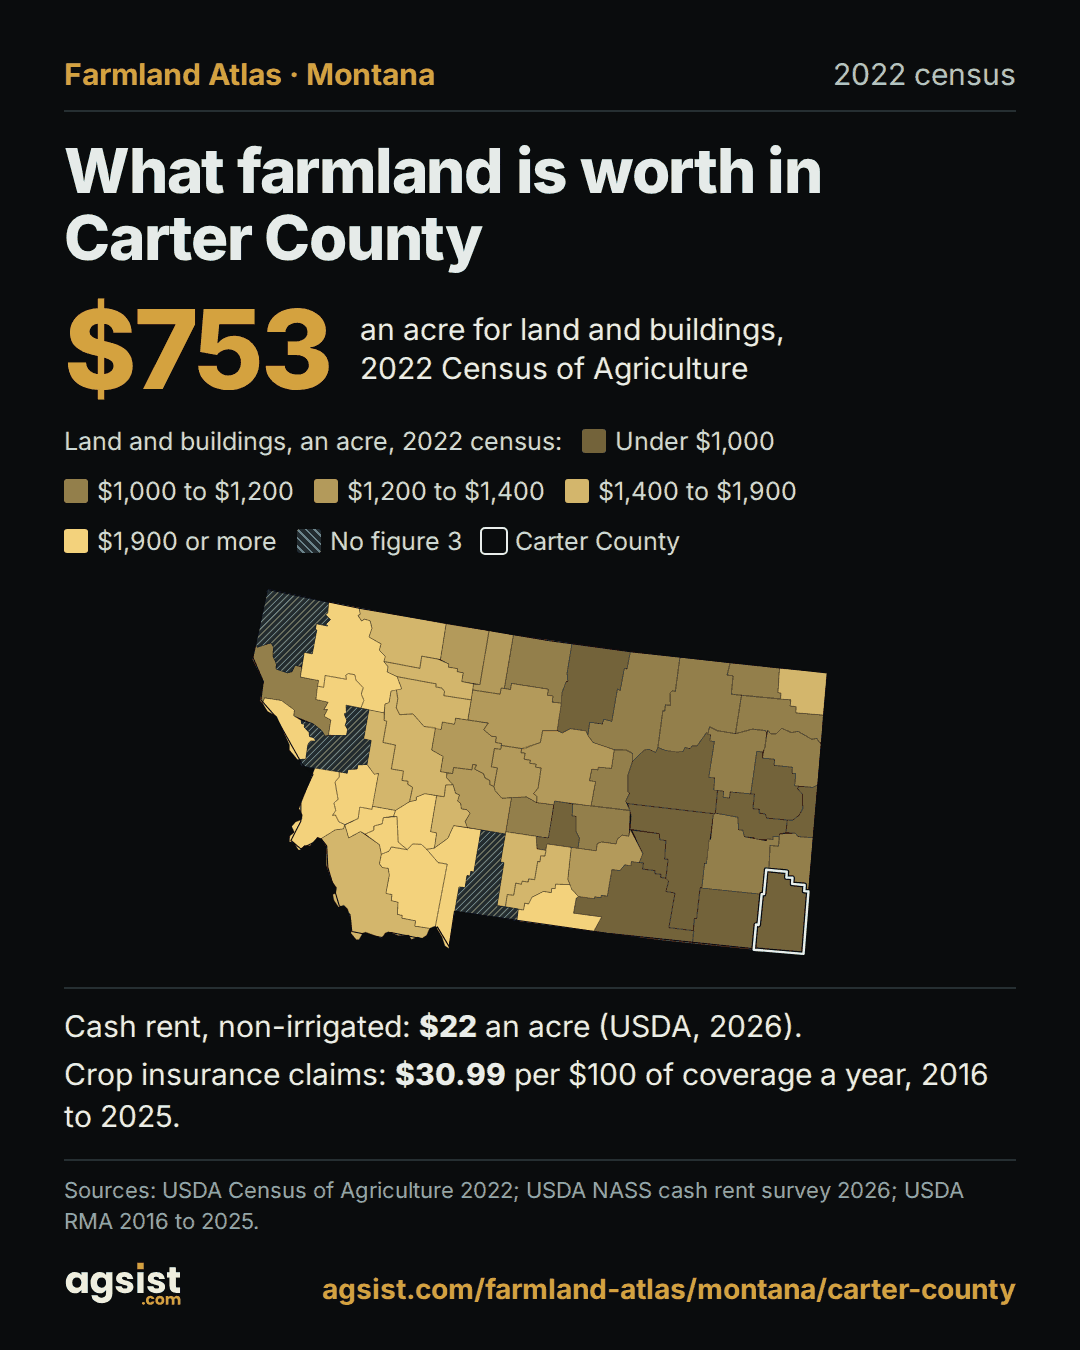 Farmland Atlas · Montana
2022 census
What farmland is worth in
Carter County
$753
an acre for land and buildings,
2022 Census of Agriculture
Land and buildings, an acre, 2022 census: Under $1,000
$1,000 to $1,200 $1,200 to $1,400 $1,400 to $1,900
$1,900 or more No figure 3 Carter County
Cash rent, non-irrigated: $22 an acre (USDA, 2026).
Crop insurance claims: $30.99 per $100 of coverage a year, 2016
to 2025.
Sources: USDA Census of Agriculture 2022; USDA NASS cash rent survey 2026; USDA
RMA 2016 to 2025.
agsist
.com
agsist.com/farmland-atlas/montana/carter-county